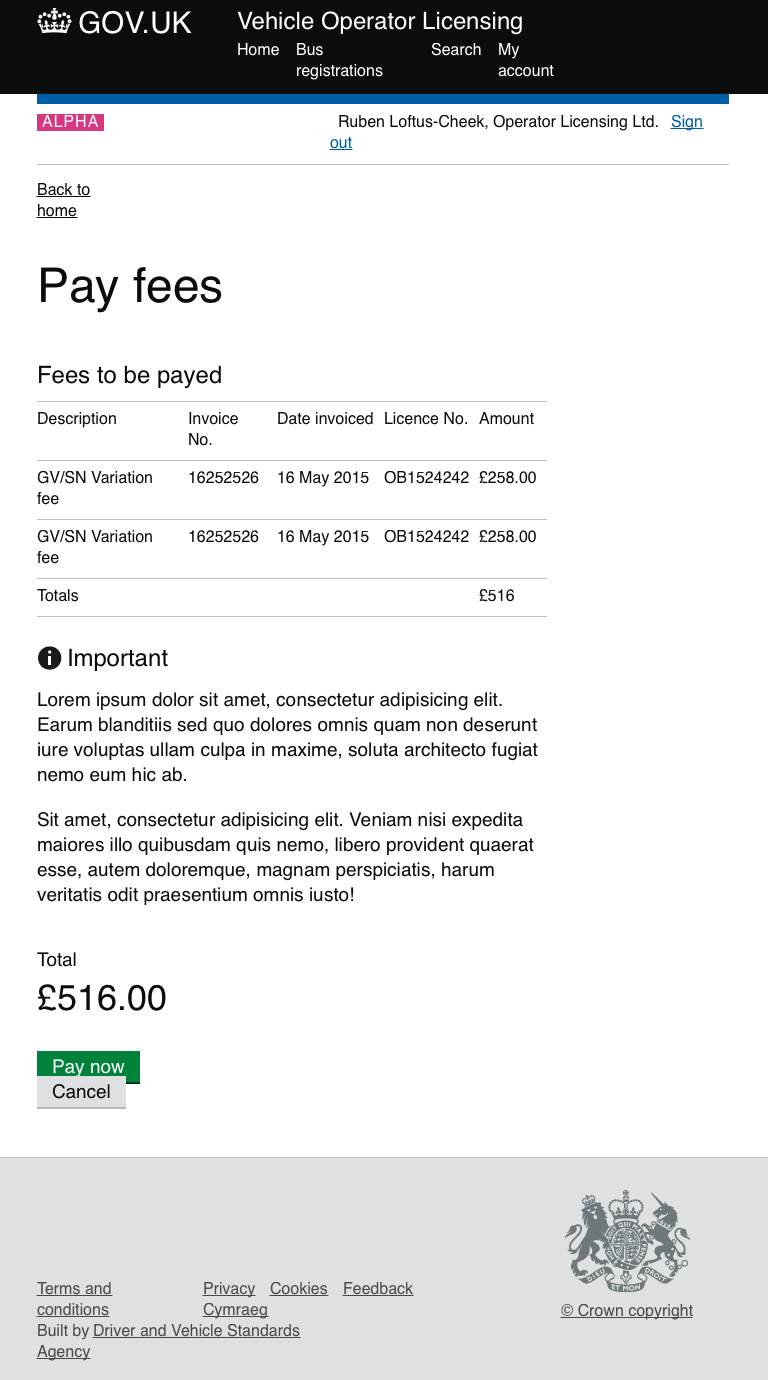 GOV.UK
Vehicle Operator Licensing
Home Bus registrations Search My account
ALPHA
Ruben Loftus-Cheek, Operator Licensing Ltd. Sign out
Back to
home
Pay fees
Fees to be payed
Description Invoice No. Date invoiced Licence No. Amount
GV/SN Variation fee 16252526 16 May 2015 OB1524242 £258.00
GV/SN Variation fee 16252526 16 May 2015 OB1524242 £258.00
Totals £516
Important
Lorem ipsum dolor sit amet, consectetur adipisicing elit.
Earum blanditiis sed quo dolores omnis quam non deserunt
iure voluptas ullam culpa in maxime, soluta architecto fugiat
nemo eum hic ab.
Sit amet, consectetur adipisicing elit. Veniam nisi expedita
maiores illo quibusdam quis nemo, libero provident quaerat
esse, autem doloremque, magnam perspiciatis, harum
veritatis odit praesentium omnis iusto!
Total
£516.00
Pay now
Cancel
Terms and conditions Privacy Cookies Feedback
Cymraeg
Built by Driver and Vehicle Standards
Agency
DIEU ET MON DROIT
© Crown copyright